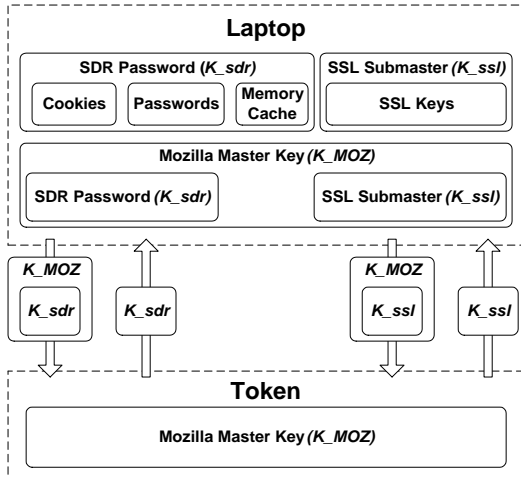 Laptop
SDR Password (K_sdr)
Cookies
Passwords
Memory
Cache
SSL Submaster (K_ssl)
SSL Keys
Mozilla Master Key (K_MOZ)
SDR Password (K_sdr)
SSL Submaster (K_ssl)
K_MOZ
K_sdr
K_sdr
K_MOZ
K_ssl
K_ssl
Token
Mozilla Master Key (K_MOZ)